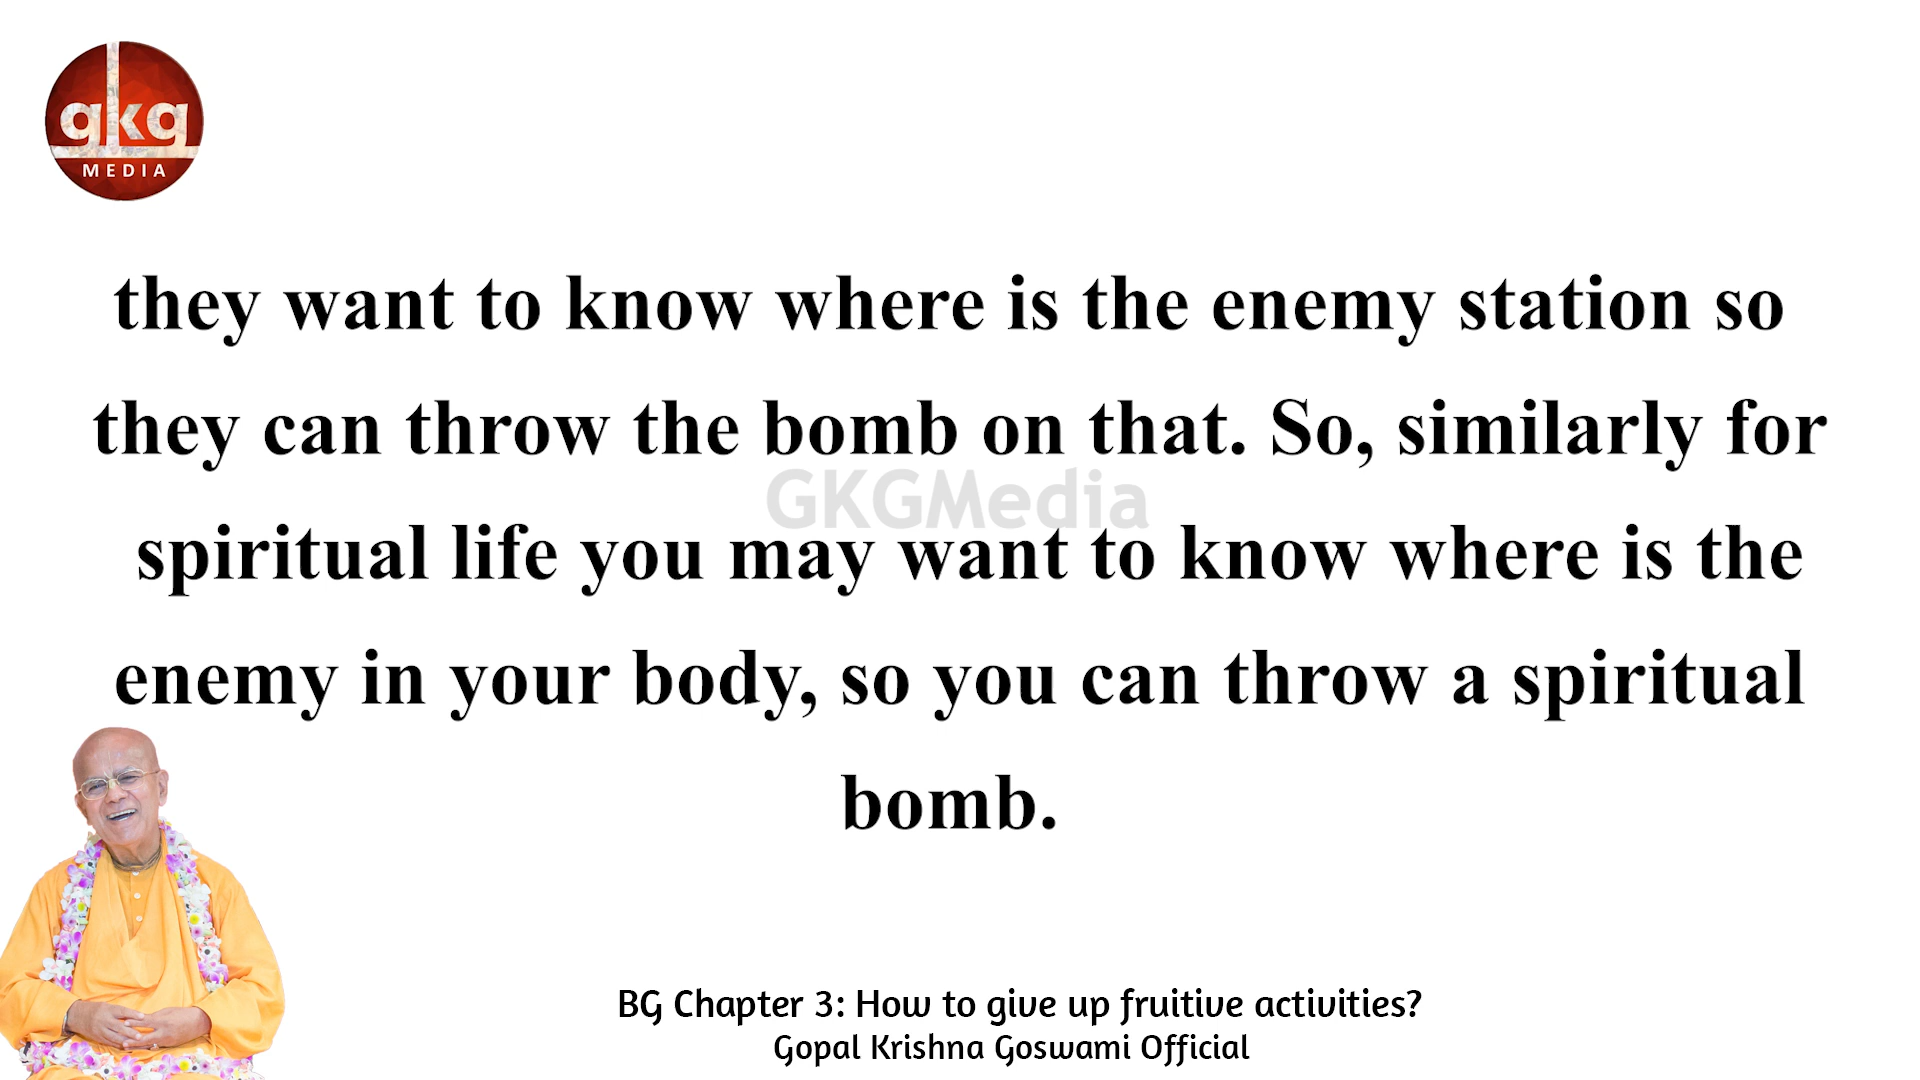 gkg
MEDIA
they want to know where is the enemy station so
they can throw the bomb on that. So, similarly for
GKGMedia
spiritual life you may want to know where is the
enemy in your body, so you can throw a spiritual
bomb.
BG Chapter 3: How to give up fruitive activities?
Gopal Krishna Goswami Official